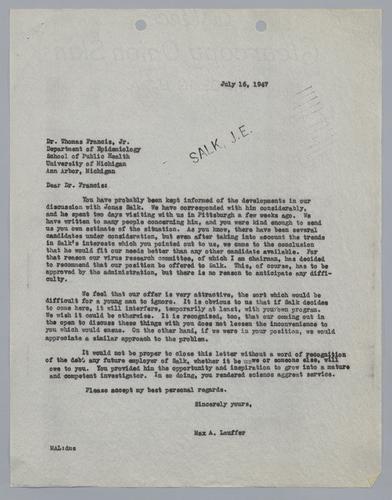 July 16, 1947
SALK, J.E.
Dr. Thomas Francis, Jr.
Department of Epidemiology
School of Public Health
University of Michigan
Ann Arbor, Michigan
Dear Dr. Francis:
You have probably been kept informed of the developments in our
discussion with Jonas Salk. We have corresponded with him considerably,
and he spent two days visiting with us in Pittsburgh a few weeks ago. We
have written to many people concerning him, and you were kind enough to send
us you own estimate of the situation. As you know, there have been several
candidates under consideration, but even after taking into account the trends
in Salk's interests which you pointed out to us, we came to the conclusion
that he would fit our needs better than any other candidate available. For
that reason our virus research committee, of which I am chairman, has decided
to recommend that our position be offered to Salk. This, of course, has to be
approved by the administration, but there is no reason to anticipate any diffi-
culty.
We feel that our offer is very attractive, the sort which would be
difficult for a young man to ignore. It is obvious to us that if Salk decides
to come here, it will interfere, temporarily at least, with your own program.
We wish it could be otherwise. It is recognized, too, that our coming out in
the open to discuss these things with you does not lessen the inconvenience to
you which would ensue. On the other hand, if we were in your position, we would
appreciate a similar approach to the problem.
It would not be proper to close this letter without a word of recognition
of the debt any future employer of Salk, whether it be we or someone else, will
owe to you. You provided him the opportunity and inspiration to grow into a mature
and competent investigator. In so doing, you rendered science a great service.
Please accept my best personal regards.
Sincerely yours,
Max A. Lauffer
MAL:dns